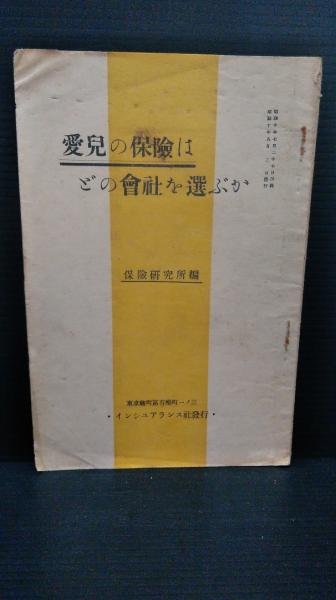 愛兒の保險は
どの會社を選ぶか
保險研究所編
東京麴町區有樂町一ノ三
・インシュアランス社發行・